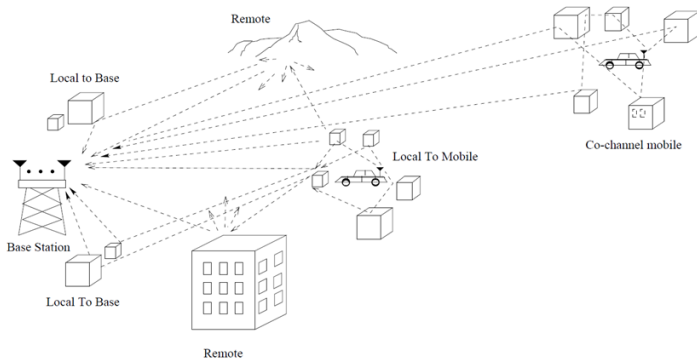 Remote
Local to Base
Co-channel mobile
Local To Mobile
Base Station
Local To Base
Remote